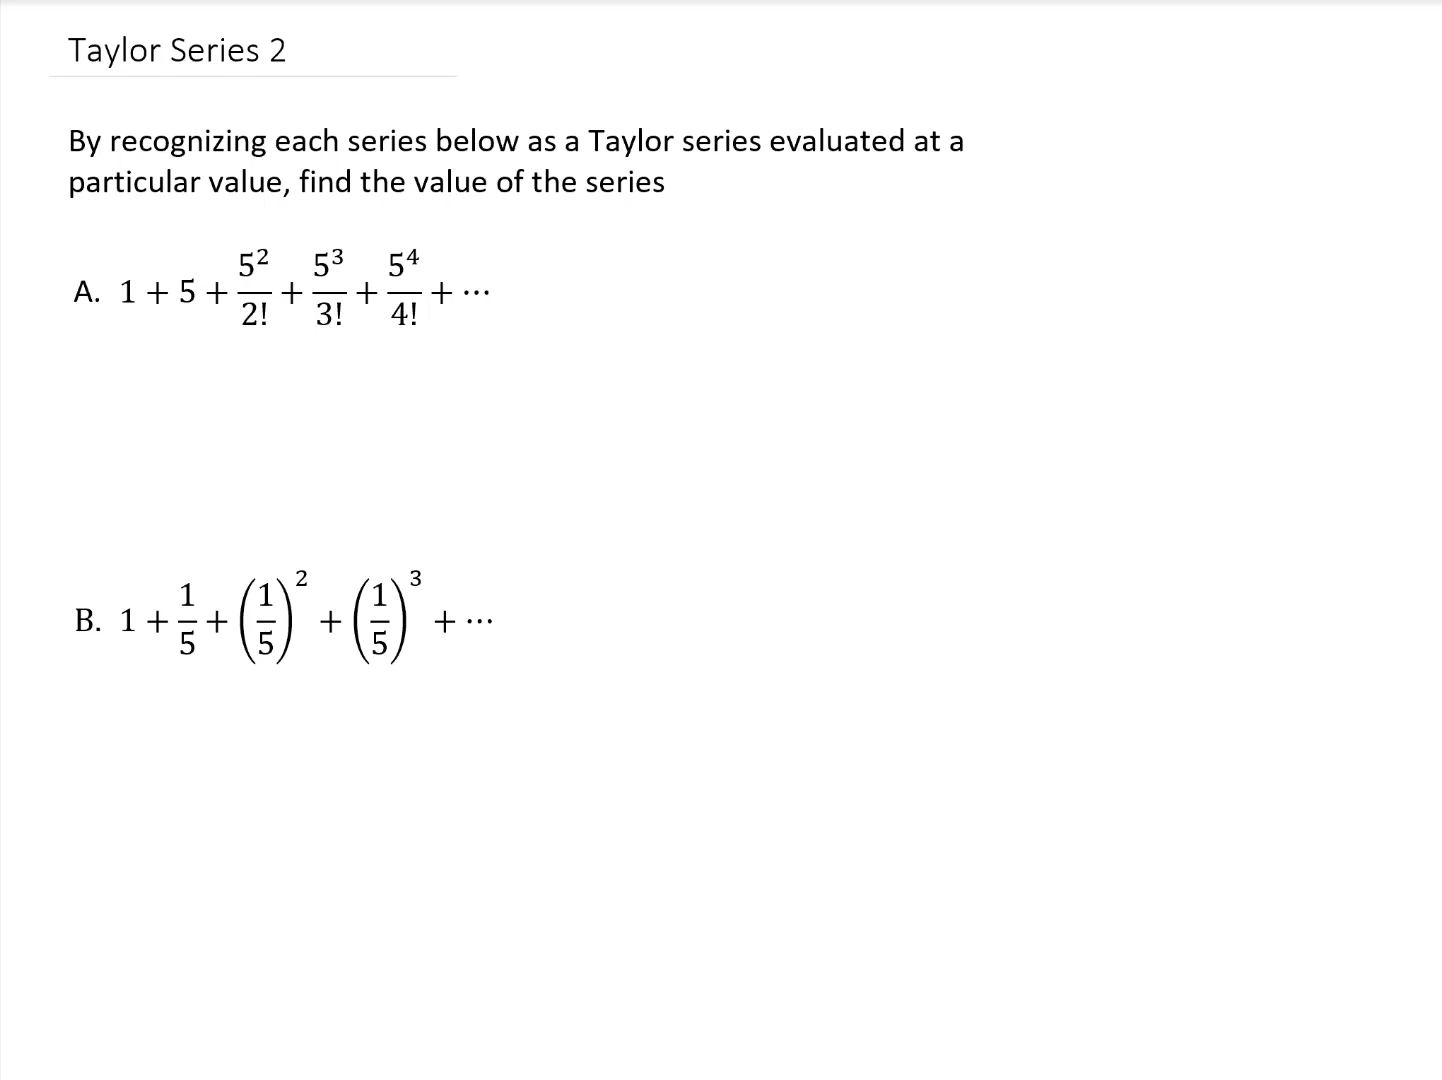 Taylor Series 2
By recognizing each series below as a Taylor series evaluated at a
particular value, find the value of the series
A. 1 + 5 + 5²/2! + 5³/3! + 5⁴/4! + ⋯
B. 1 + 1/5 + (1/5)² + (1/5)³ + ⋯